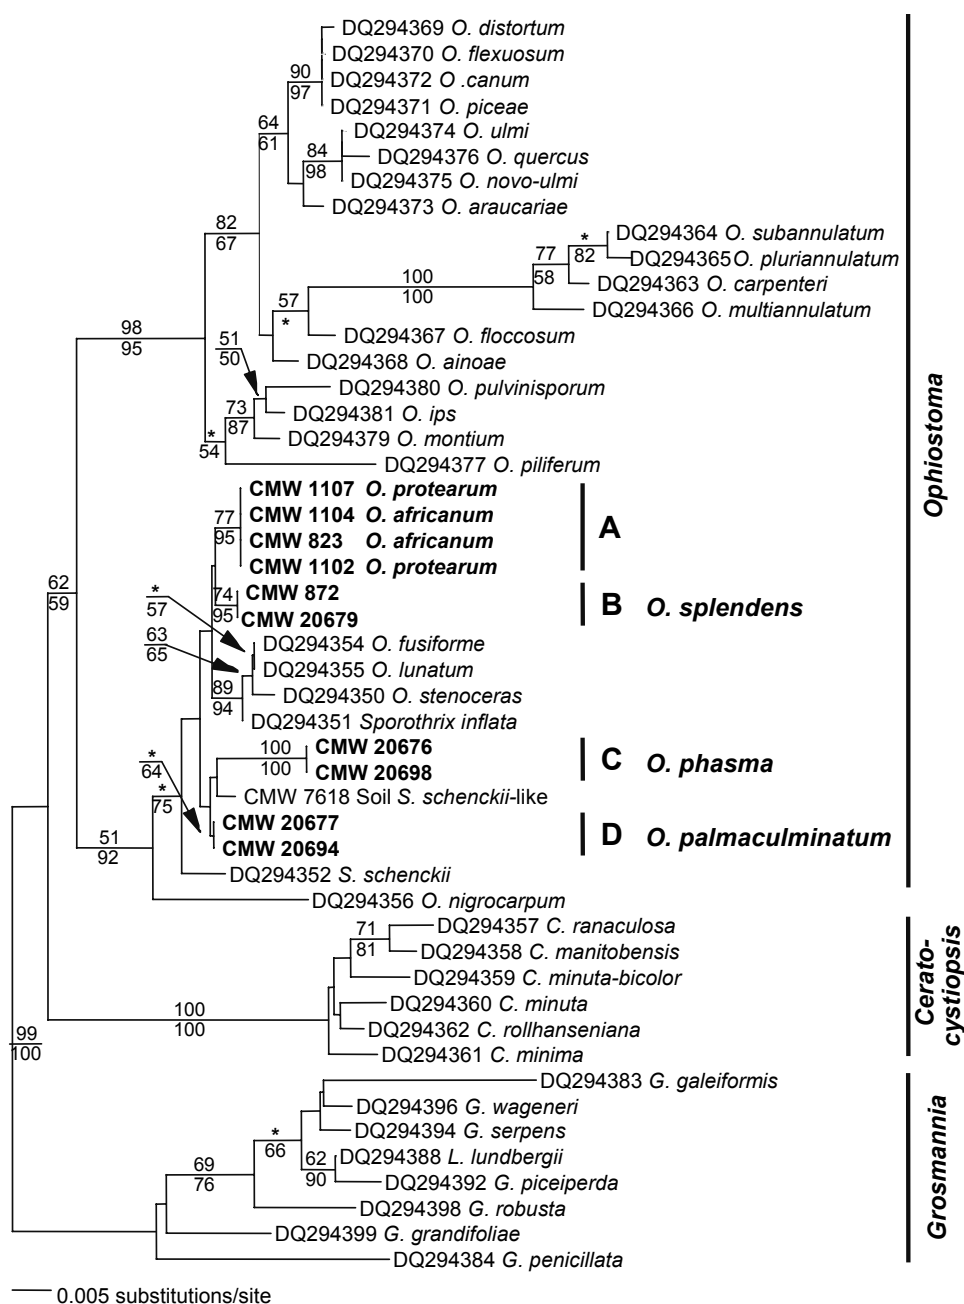 DQ294369 O. distortum
DQ294370 O. flexuosum
90
DQ294372 O .canum
97
DQ294371 O. piceae
64
61
DQ294374 O. ulmi
84
DQ294376 O. quercus
98
DQ294375 O. novo-ulmi
DQ294373 O. araucariae
82
67
* DQ294364 O. subannulatum
77
82
DQ294365O. pluriannulatum
58
100
100
DQ294363 O. carpenteri
57
DQ294366 O. multiannulatum
*
98
95
DQ294367 O. floccosum
51
50
DQ294368 O. ainoae
DQ294380 O. pulvinisporum
73
DQ294381 O. ips
87
*
DQ294379 O. montium
54
DQ294377 O. piliferum
Ophiostoma
CMW 1107 O. protearum
77
CMW 1104 O. africanum
95
A
CMW 823 O. africanum
CMW 1102 O. protearum
62
59
*
57
74
CMW 872
95
B O. splendens
CMW 20679
63
65
DQ294354 O. fusiforme
DQ294355 O. lunatum
89
DQ294350 O. stenoceras
94
DQ294351 Sporothrix inflata
100
CMW 20676
100
C O. phasma
CMW 20698
*
64
*
75
CMW 7618 Soil S. schenckii-like
CMW 20677
D O. palmaculminatum
51
CMW 20694
92
DQ294352 S. schenckii
DQ294356 O. nigrocarpum
71
DQ294357 C. ranaculosa
81
DQ294358 C. manitobensis
DQ294359 C. minuta-bicolor
Cerato-
cystiopsis
100
DQ294360 C. minuta
100
DQ294362 C. rollhanseniana
99
100
DQ294361 C. minima
DQ294383 G. galeiformis
DQ294396 G. wageneri
*
DQ294394 G. serpens
66
62
DQ294388 L. lundbergii
69
90
DQ294392 G. piceiperda
76
DQ294398 G. robusta
DQ294399 G. grandifoliae
DQ294384 G. penicillata
Grosmannia
0.005 substitutions/site